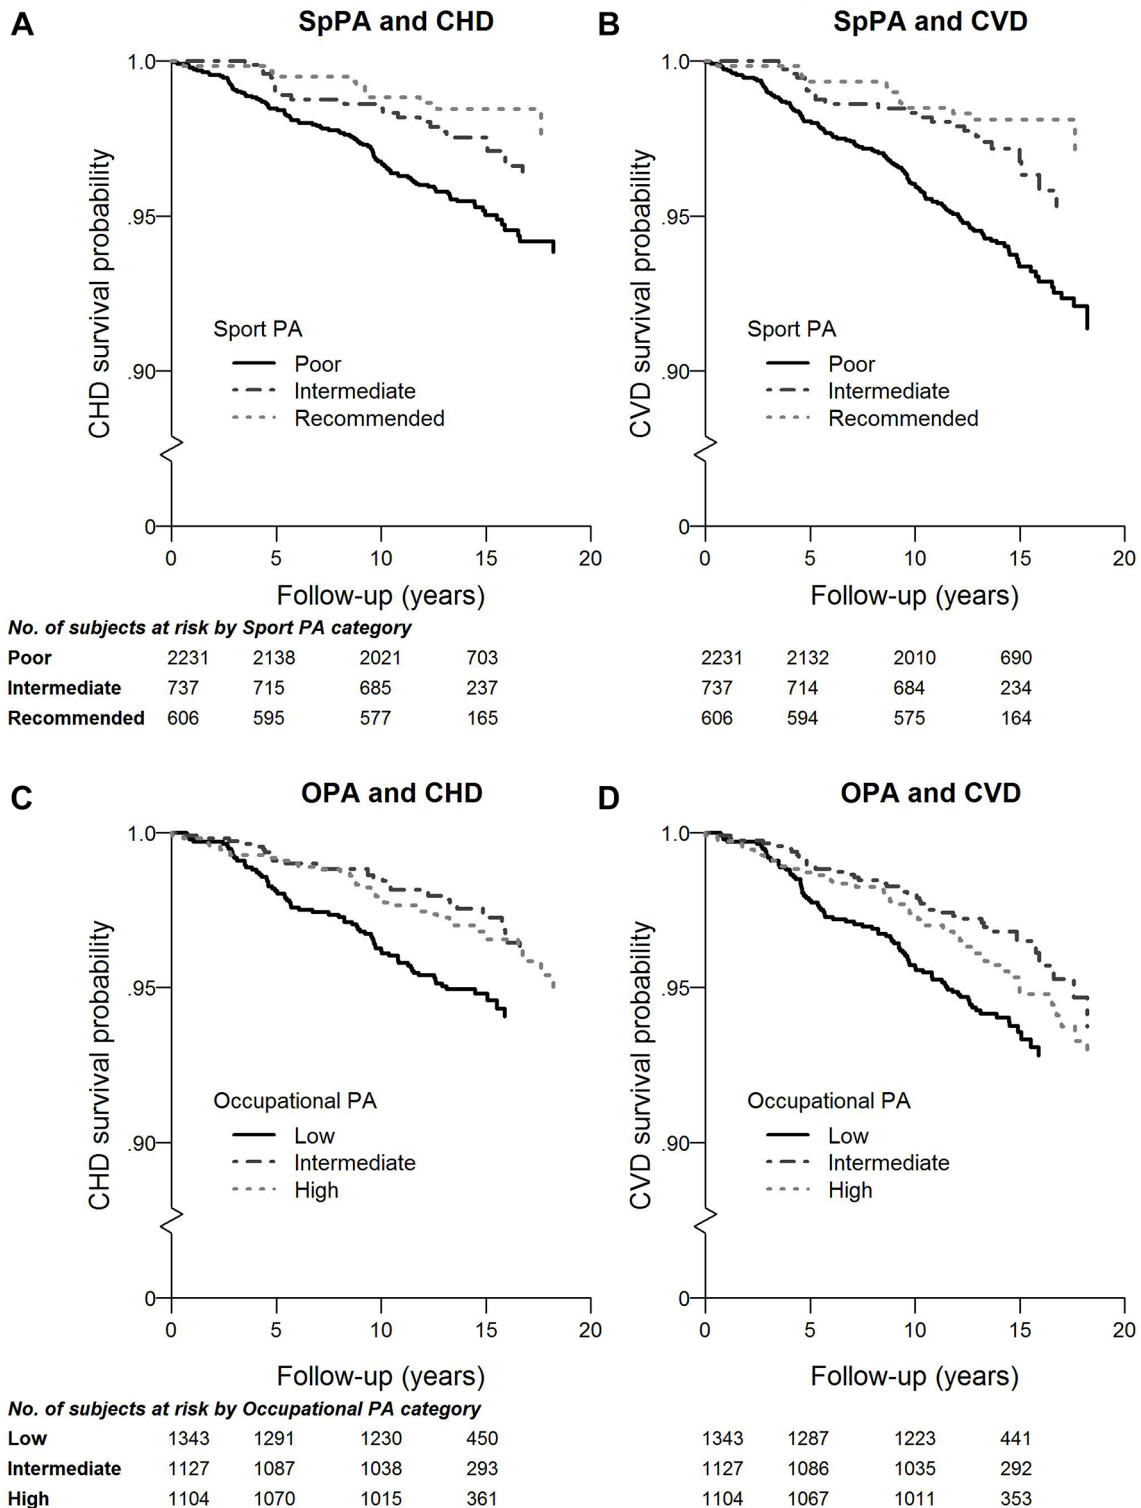 A
SpPA and CHD
CHD survival probability
1.0
.95
.90
0
Sport PA
Poor
Intermediate
Recommended
0 5 10 15 20
Follow-up (years)
B
SpPA and CVD
CVD survival probability
1.0
.95
.90
0
Sport PA
Poor
Intermediate
Recommended
0 5 10 15 20
Follow-up (years)
No. of subjects at risk by Sport PA category
Poor 2231 2138 2021 703 2231 2132 2010 690
Intermediate 737 715 685 237 737 714 684 234
Recommended 606 595 577 165 606 594 575 164
C
OPA and CHD
CHD survival probability
1.0
.95
.90
0
Occupational PA
Low
Intermediate
High
0 5 10 15 20
Follow-up (years)
D
OPA and CVD
CVD survival probability
1.0
.95
.90
0
Occupational PA
Low
Intermediate
High
0 5 10 15 20
Follow-up (years)
No. of subjects at risk by Occupational PA category
Low 1343 1291 1230 450 1343 1287 1223 441
Intermediate 1127 1087 1038 293 1127 1086 1035 292
High 1104 1070 1015 361 1104 1067 1011 353